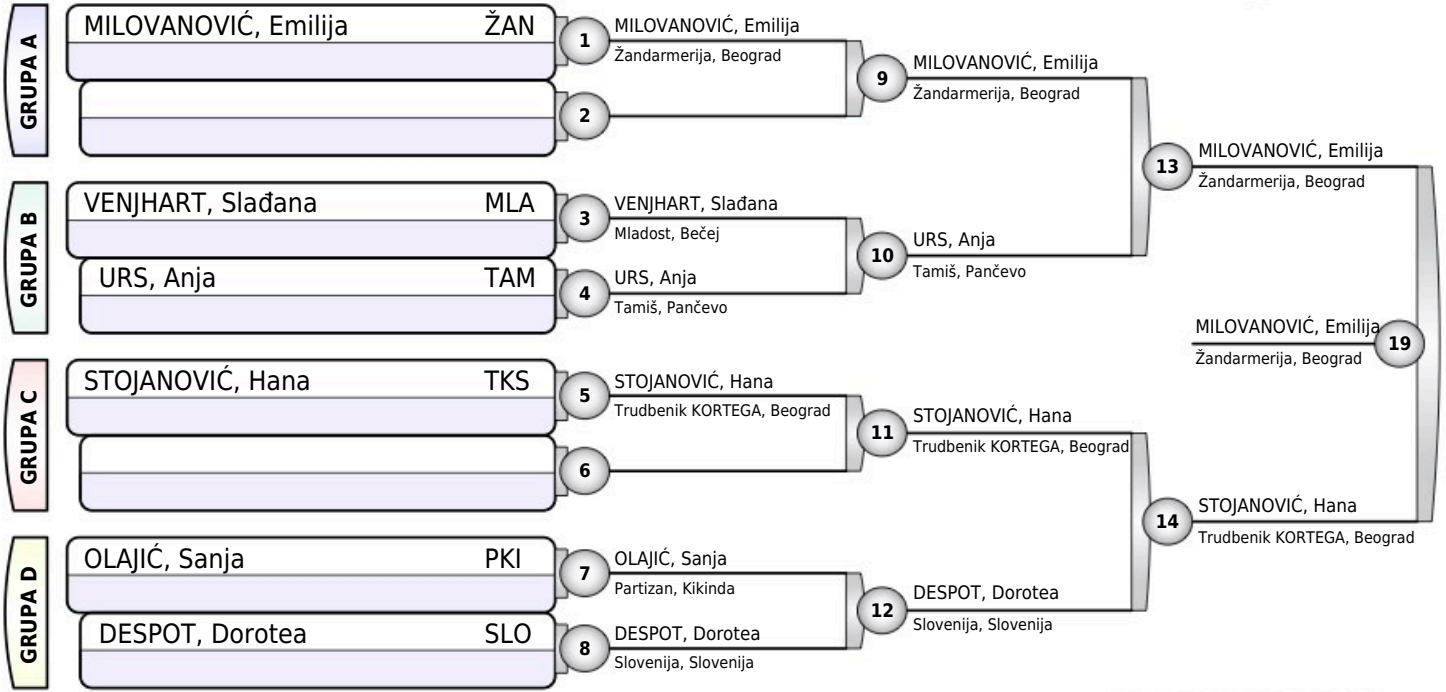 GRUPA A
MILOVANOVIĆ, Emilija ŽAN
1
MILOVANOVIĆ, Emilija
Žandarmerija, Beograd
2
9
MILOVANOVIĆ, Emilija
Žandarmerija, Beograd
GRUPA B
VENJHART, Slađana MLA
3
VENJHART, Slađana
Mladost, Bečej
URS, Anja TAM
4
URS, Anja
Tamiš, Pančevo
10
URS, Anja
Tamiš, Pančevo
13
MILOVANOVIĆ, Emilija
Žandarmerija, Beograd
GRUPA C
STOJANOVIĆ, Hana TKS
5
STOJANOVIĆ, Hana
Trudbenik KORTEGA, Beograd
6
11
STOJANOVIĆ, Hana
Trudbenik KORTEGA, Beograd
GRUPA D
OLAJIĆ, Sanja PKI
7
OLAJIĆ, Sanja
Partizan, Kikinda
DESPOT, Dorotea SLO
8
DESPOT, Dorotea
Slovenija, Slovenija
12
DESPOT, Dorotea
Slovenija, Slovenija
14
STOJANOVIĆ, Hana
Trudbenik KORTEGA, Beograd
MILOVANOVIĆ, Emilija
Žandarmerija, Beograd
19